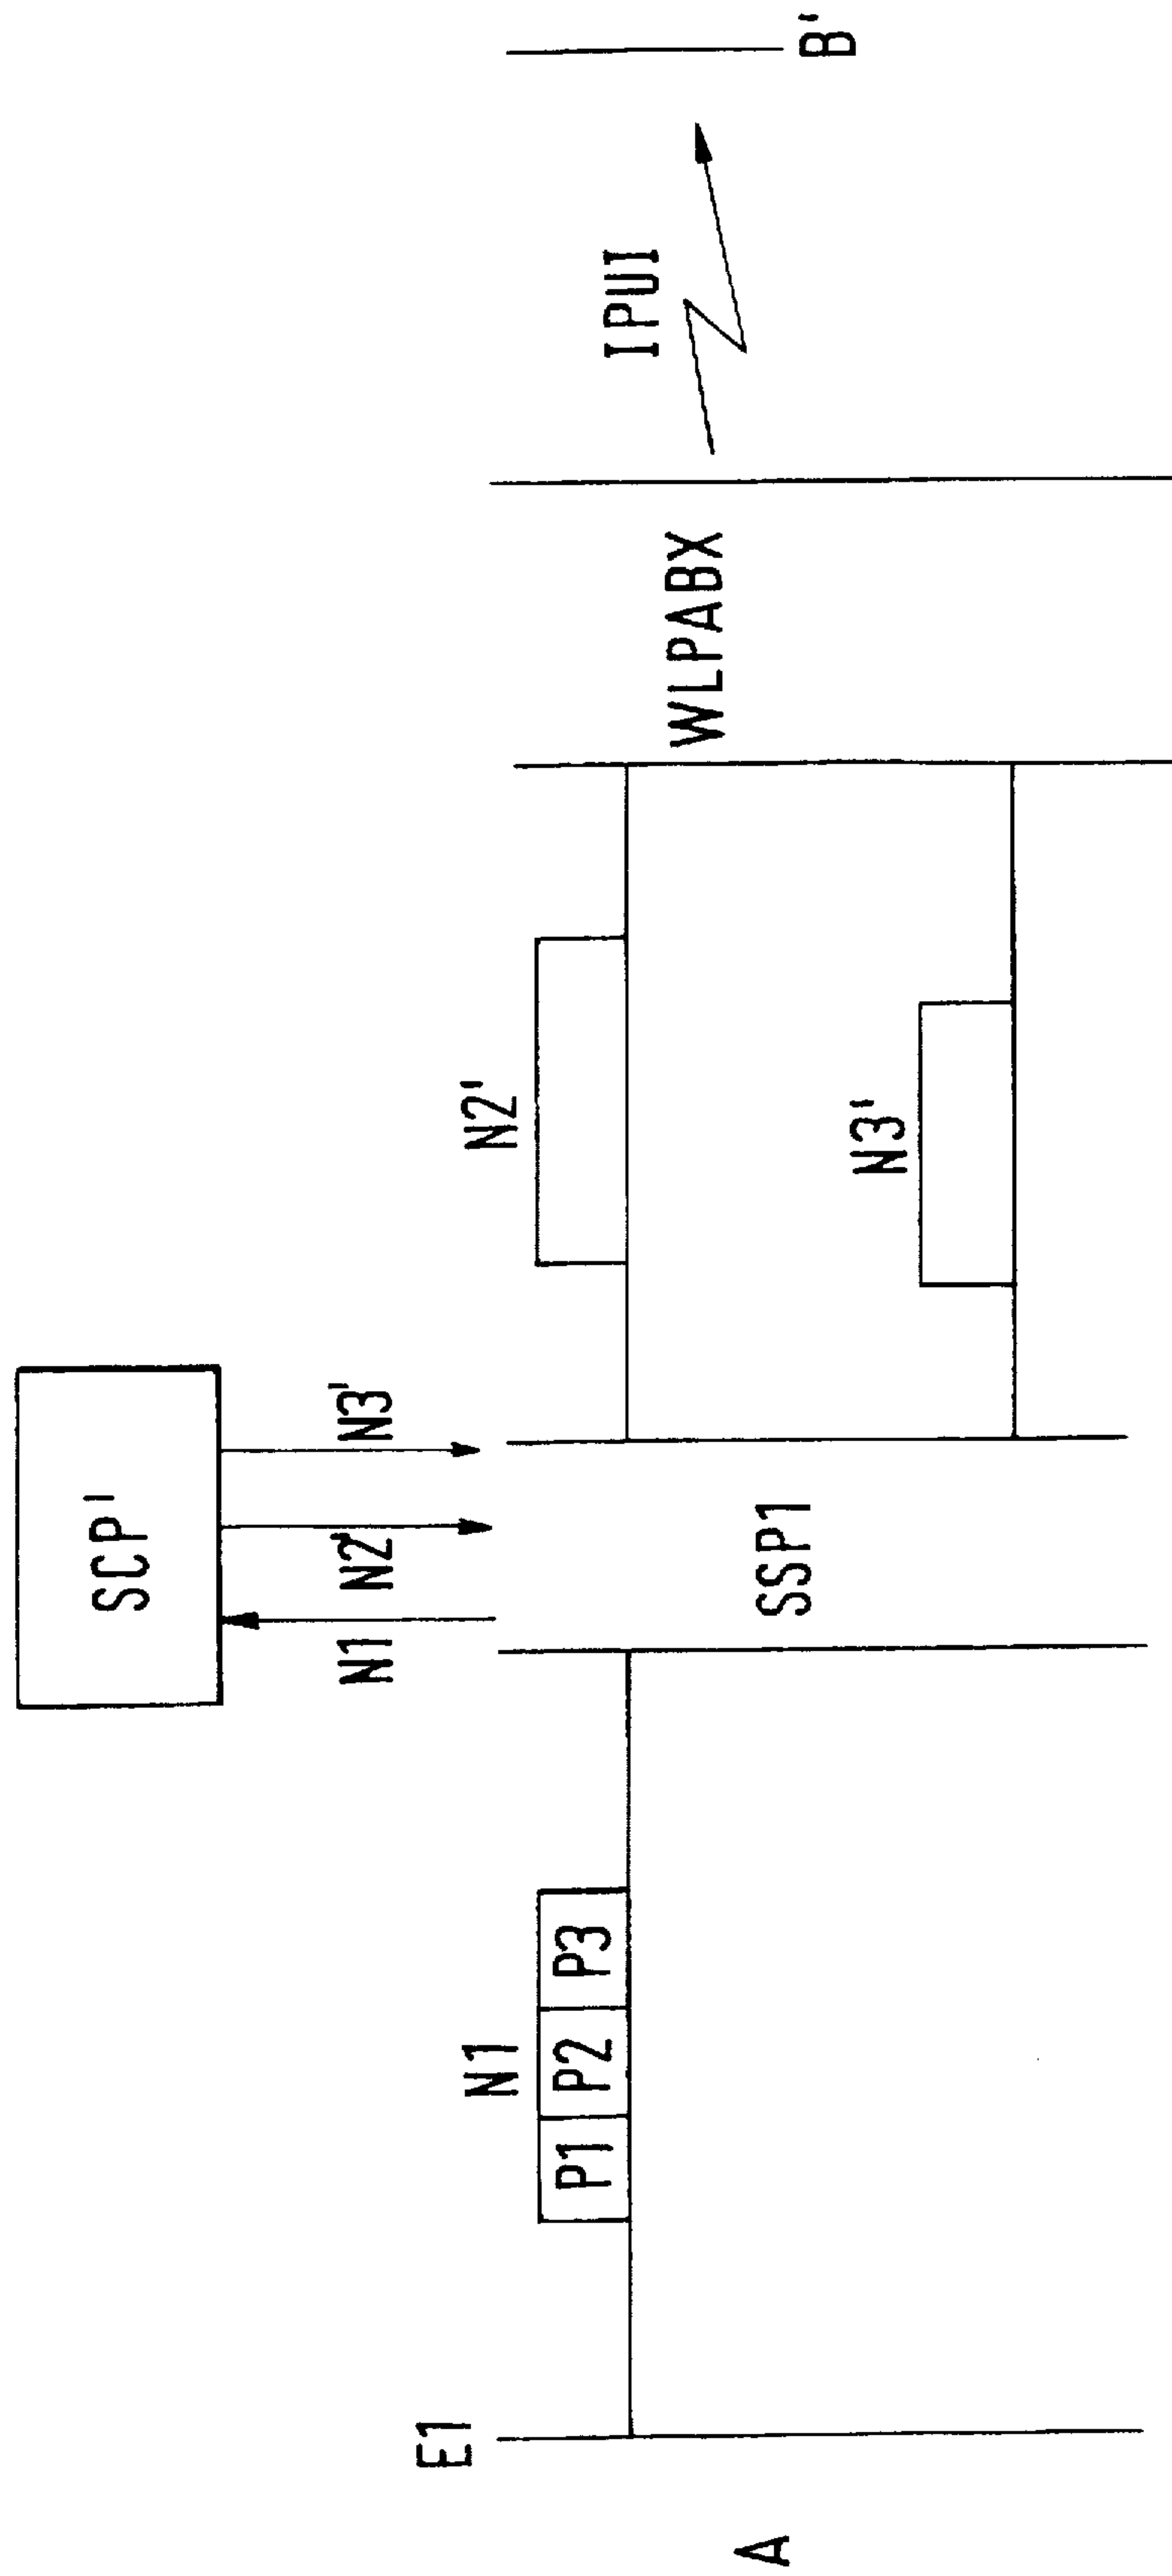 SCP'
N1 N2' N3'
E1
N1
N2'
P1 P2 P3
IPUI
A
SSP1
WLPABX
B'
N3'